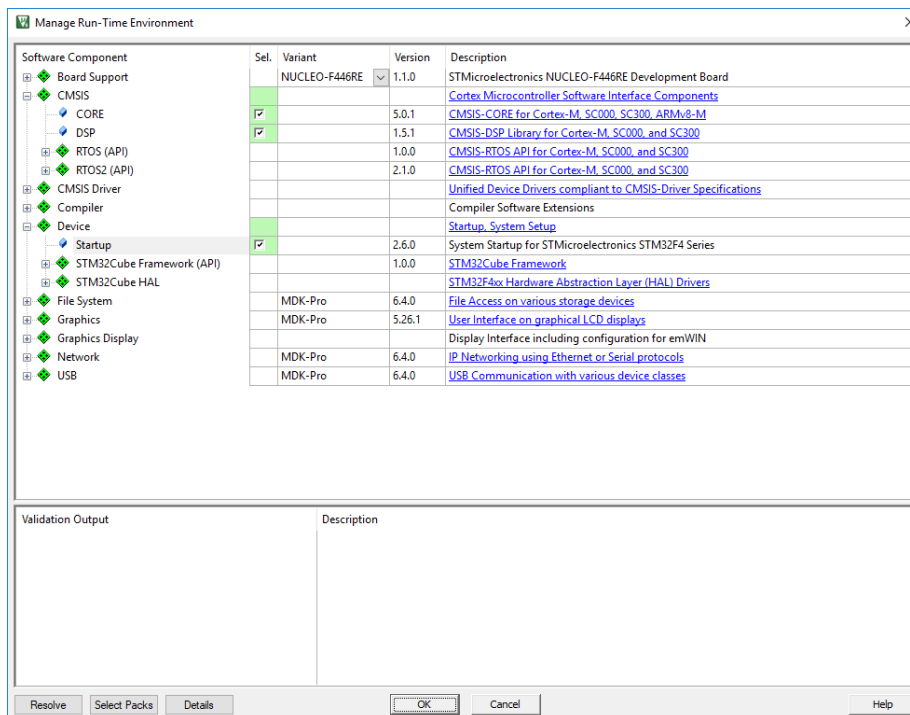 Manage Run-Time Environment
Software Component Sel. Variant Version Description
Board Support NUCLEO-F446RE 1.1.0 STMicroelectronics NUCLEO-F446RE Development Board
CMSIS Cortex Microcontroller Software Interface Components
CORE 5.0.1 CMSIS-CORE for Cortex-M, SC000, SC300, ARMv8-M
DSP 1.5.1 CMSIS-DSP Library for Cortex-M, SC000, and SC300
RTOS (API) 1.0.0 CMSIS-RTOS API for Cortex-M, SC000, and SC300
RTOS2 (API) 2.1.0 CMSIS-RTOS API for Cortex-M, SC000, and SC300
CMSIS Driver Unified Device Drivers compliant to CMSIS-Driver Specifications
Compiler Compiler Software Extensions
Device Startup, System Setup
Startup 2.6.0 System Startup for STMicroelectronics STM32F4 Series
STM32Cube Framework (API) 1.0.0 STM32Cube Framework
STM32Cube HAL STM32F4xx Hardware Abstraction Layer (HAL) Drivers
File System MDK-Pro 6.4.0 File Access on various storage devices
Graphics MDK-Pro 5.26.1 User Interface on graphical LCD displays
Graphics Display Display Interface including configuration for emWIN
Network MDK-Pro 6.4.0 IP Networking using Ethernet or Serial protocols
USB MDK-Pro 6.4.0 USB Communication with various device classes
Validation Output Description
Resolve Select Packs Details OK Cancel Help